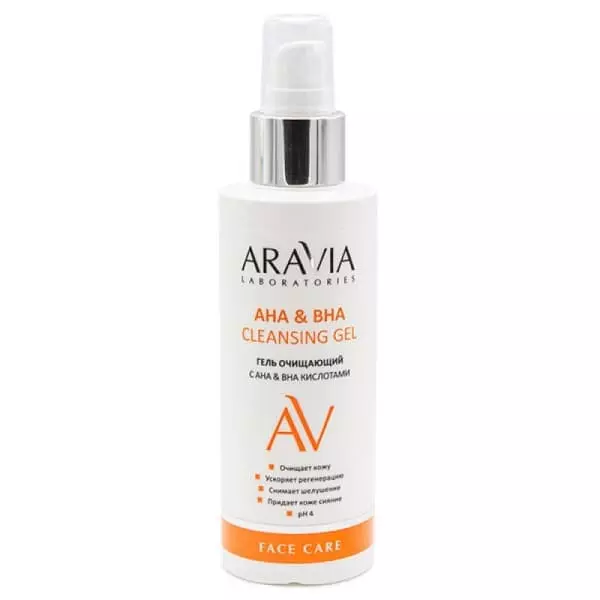 ARAVIA
LABORATORIES
AHA & BHA
CLEANSING GEL
ГЕЛЬ ОЧИЩАЮЩИЙ
С AHA & BHA КИСЛОТАМИ
AV
Очищает кожу
Ускоряет регенерацию
Снимает шелушение
Придает коже сияние
pH 4
FACE CARE